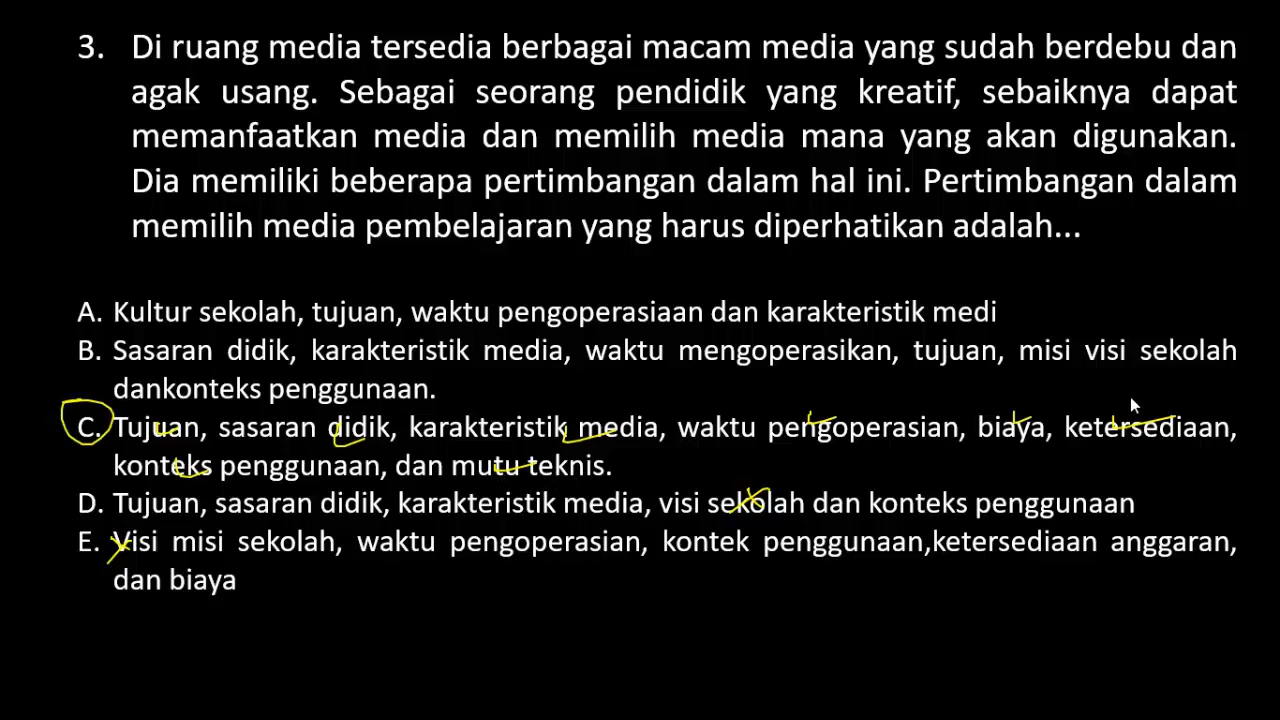 3. Di ruang media tersedia berbagai macam media yang sudah berdebu dan
agak usang. Sebagai seorang pendidik yang kreatif, sebaiknya dapat
memanfaatkan media dan memilih media mana yang akan digunakan.
Dia memiliki beberapa pertimbangan dalam hal ini. Pertimbangan dalam
memilih media pembelajaran yang harus diperhatikan adalah...
A. Kultur sekolah, tujuan, waktu pengoperasiaan dan karakteristik medi
B. Sasaran didik, karakteristik media, waktu mengoperasikan, tujuan, misi visi sekolah
dankonteks penggunaan.
C. Tujuan, sasaran didik, karakteristik media, waktu pengoperasian, biaya, ketersediaan,
konteks penggunaan, dan mutu teknis.
D. Tujuan, sasaran didik, karakteristik media, visi sekolah dan konteks penggunaan
E. Visi misi sekolah, waktu pengoperasian, kontek penggunaan,ketersediaan anggaran,
dan biaya